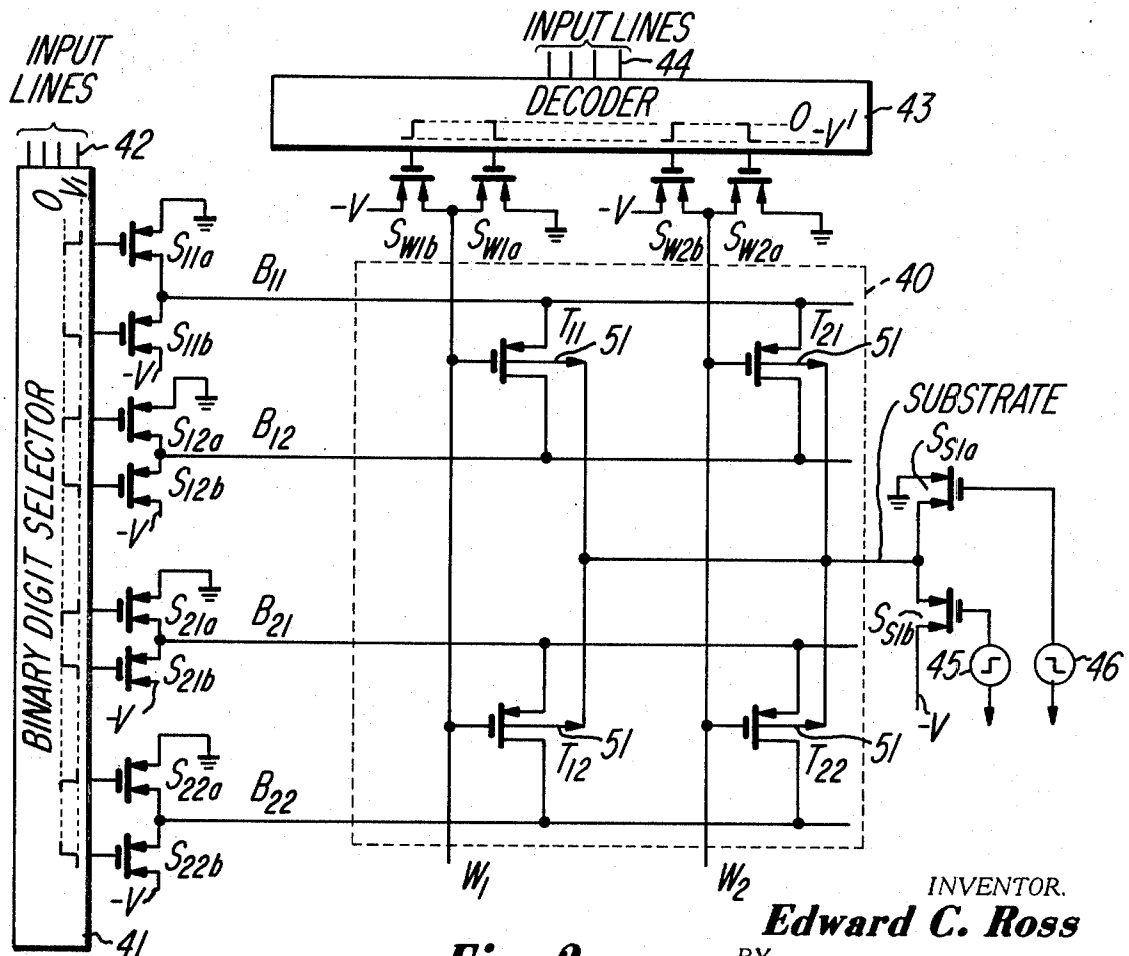 INPUT LINES
INPUT LINES
44
DECODER
43
0
-V'
42
0
V₁
-V
-V
S11a
SW1b
SW1a
SW2b
SW2a
B11
40
S11b
-V'
T11
51
T21
51
SUBSTRATE
S12a
B12
SS1a
S12b
-V'
BINARY DIGIT SELECTOR
S21a
B21
SS1b
S21b
-V
45
46
-V
T12
51
T22
51
S22a
B22
S22b
-V
W1
W2
INVENTOR.
Edward C. Ross
41
BY